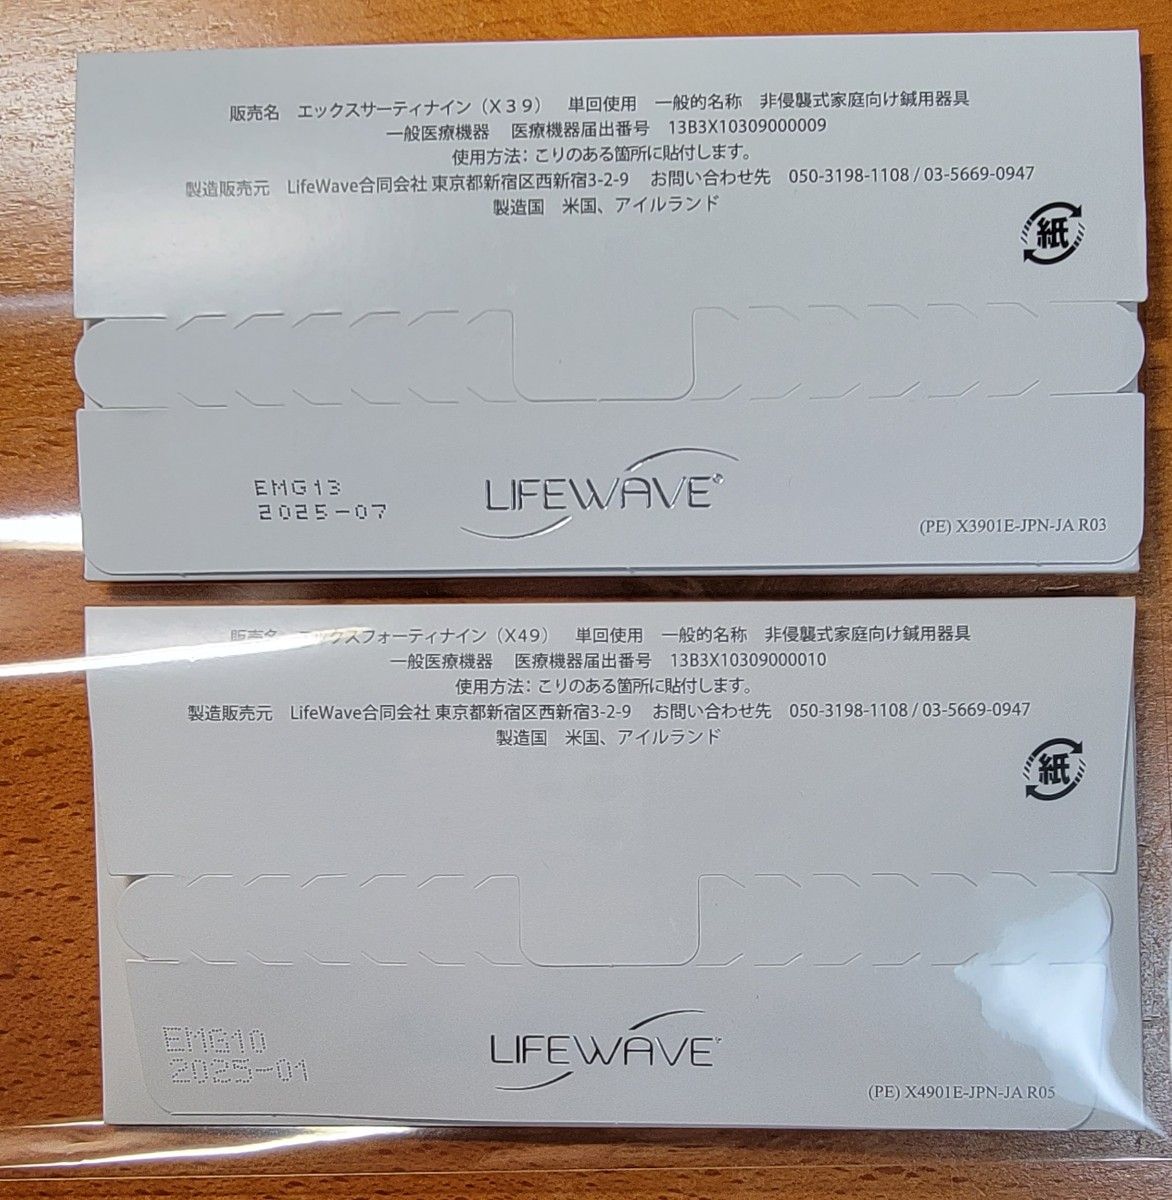 販売名　エックスサーティナイン（X３９）　単回使用　一般的名称　非侵襲式家庭向け鍼用器具
一般医療機器　医療機器届出番号　13B3X10309000009
使用方法：こりのある箇所に貼付します。
製造販売元　LifeWave合同会社 東京都新宿区西新宿3-2-9　お問い合わせ先　050-3198-1108 / 03-5669-0947
製造国　米国、アイルランド
紙
EMG13
2025-07
LIFEWAVE®
(PE) X3901E-JPN-JA R03
販売名　エックスフォーティナイン（X49）　単回使用　一般的名称　非侵襲式家庭向け鍼用器具
一般医療機器　医療機器届出番号　13B3X10309000010
使用方法：こりのある箇所に貼付します。
製造販売元　LifeWave合同会社 東京都新宿区西新宿3-2-9　お問い合わせ先　050-3198-1108 / 03-5669-0947
製造国　米国、アイルランド
紙
EMG10
2025-01
LIFEWAVE
(PE) X4901E-JPN-JA R05